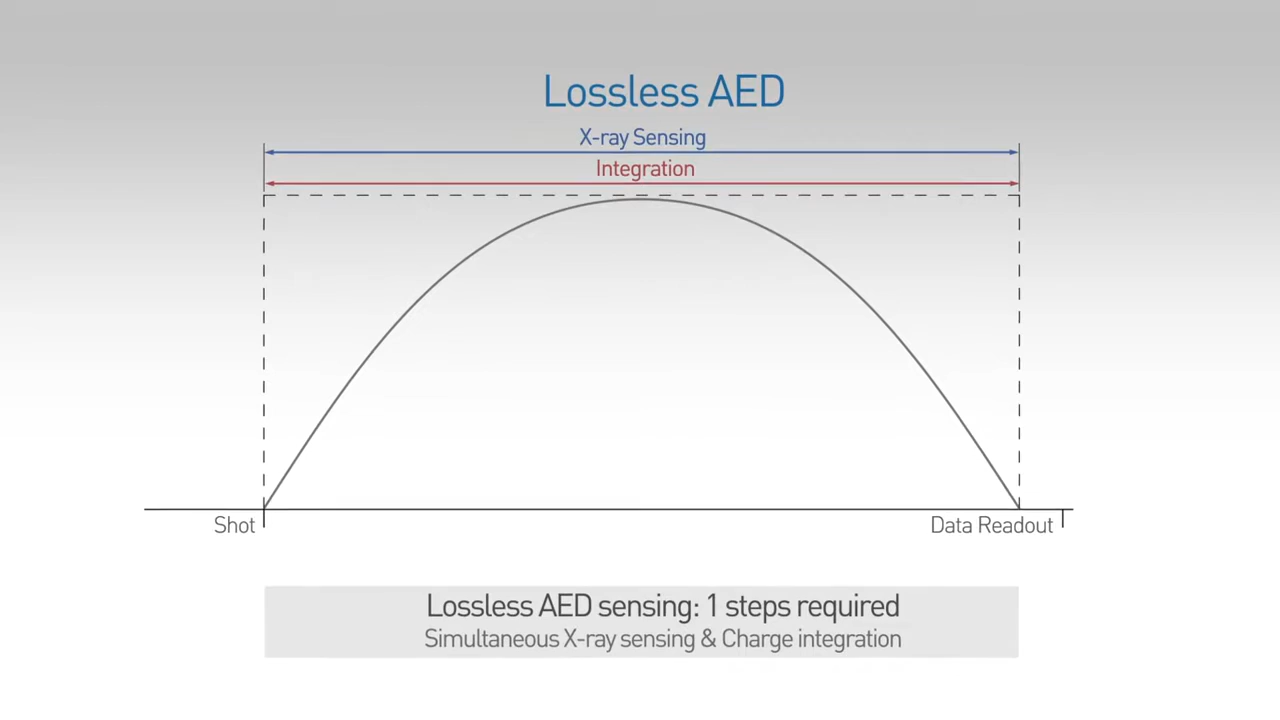 Lossless AED
X-ray Sensing
Integration
Shot
Data Readout
Lossless AED sensing: 1 steps required
Simultaneous X-ray sensing & Charge integration